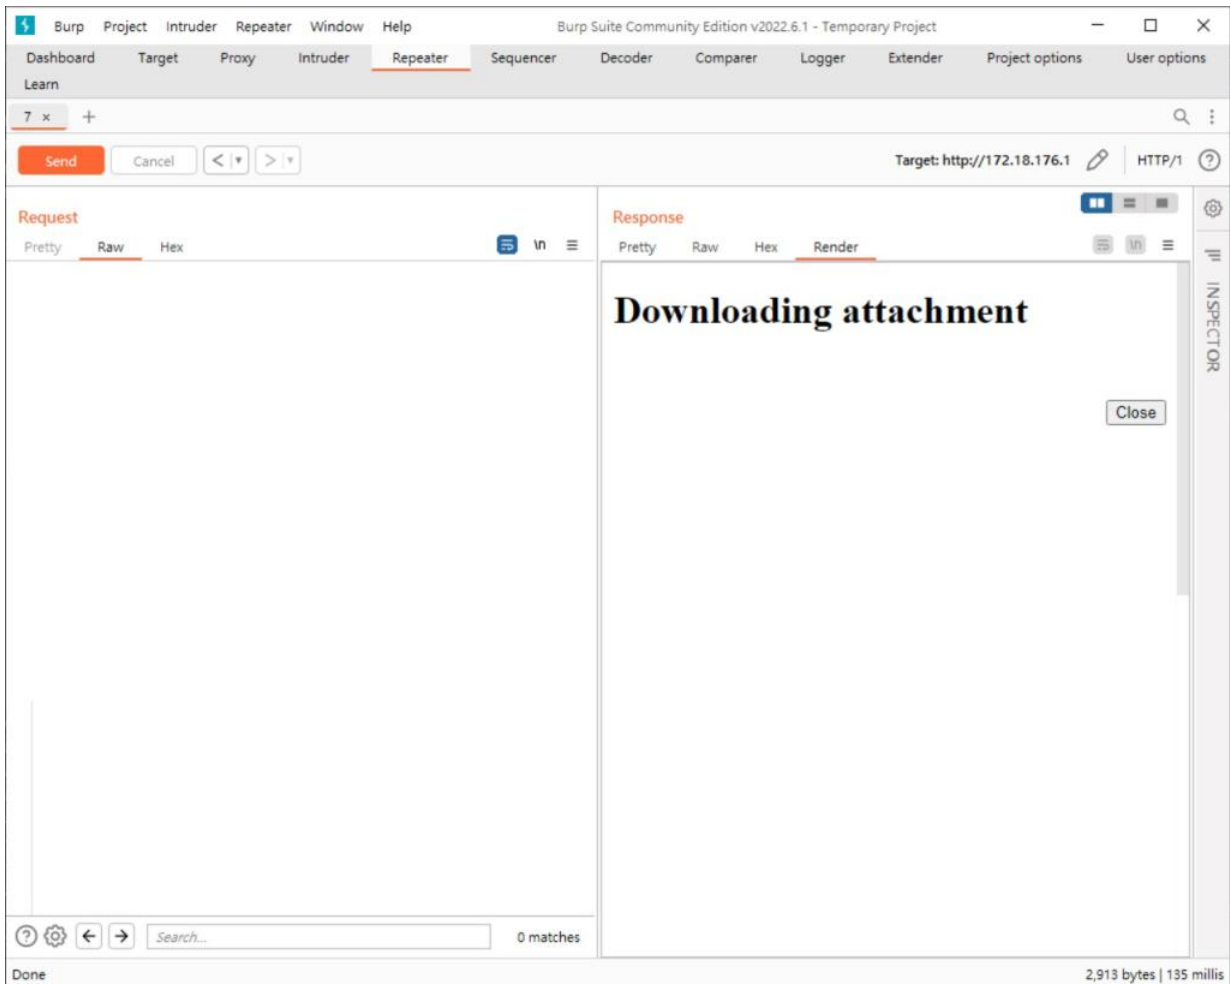 Burp Project Intruder Repeater Window Help Burp Suite Community Edition v2022.6.1 - Temporary Project
Dashboard Target Proxy Intruder Repeater Sequencer Decoder Comparer Logger Extender Project options User options
Learn
7 × +
Send Cancel < > Target: http://172.18.176.1 HTTP/1 ?
Request
Pretty Raw Hex \n
Response
Pretty Raw Hex Render \n
Downloading attachment
Close
INSPECTOR
? Search... 0 matches
Done 2,913 bytes | 135 millis